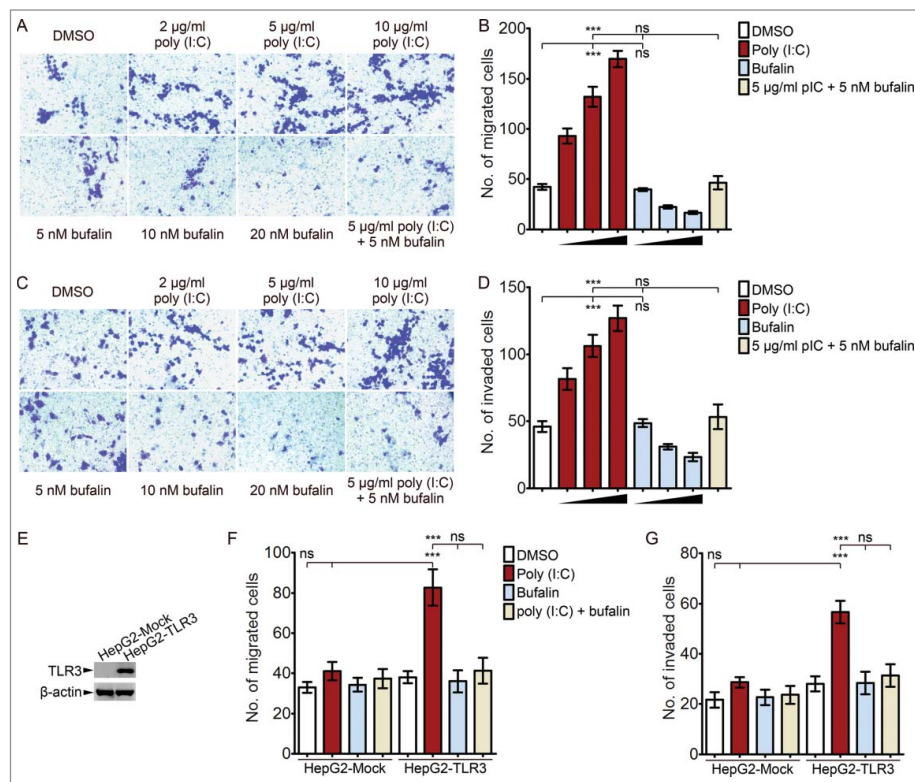 A
DMSO
2 µg/ml
poly (I:C)
5 µg/ml
poly (I:C)
10 µg/ml
poly (I:C)
5 nM bufalin
10 nM bufalin
20 nM bufalin
5 µg/ml poly (I:C)
+ 5 nM bufalin
B
No. of migrated cells
200
150
100
50
0
*** ns
*** ns
DMSO
Poly (I:C)
Bufalin
5 µg/ml pIC + 5 nM bufalin
C
DMSO
2 µg/ml
poly (I:C)
5 µg/ml
poly (I:C)
10 µg/ml
poly (I:C)
5 nM bufalin
10 nM bufalin
20 nM bufalin
5 µg/ml poly (I:C)
+ 5 nM bufalin
D
No. of invaded cells
150
100
50
0
*** ns
*** ns
DMSO
Poly (I:C)
Bufalin
5 µg/ml pIC + 5 nM bufalin
E
HepG2-Mock
HepG2-TLR3
TLR3
β-actin
F
No. of migrated cells
100
80
60
40
20
0
ns
*** ns
***
DMSO
Poly (I:C)
Bufalin
poly (I:C) + bufalin
HepG2-Mock HepG2-TLR3
G
No. of invaded cells
80
60
40
20
0
ns
*** ns
***
HepG2-Mock HepG2-TLR3